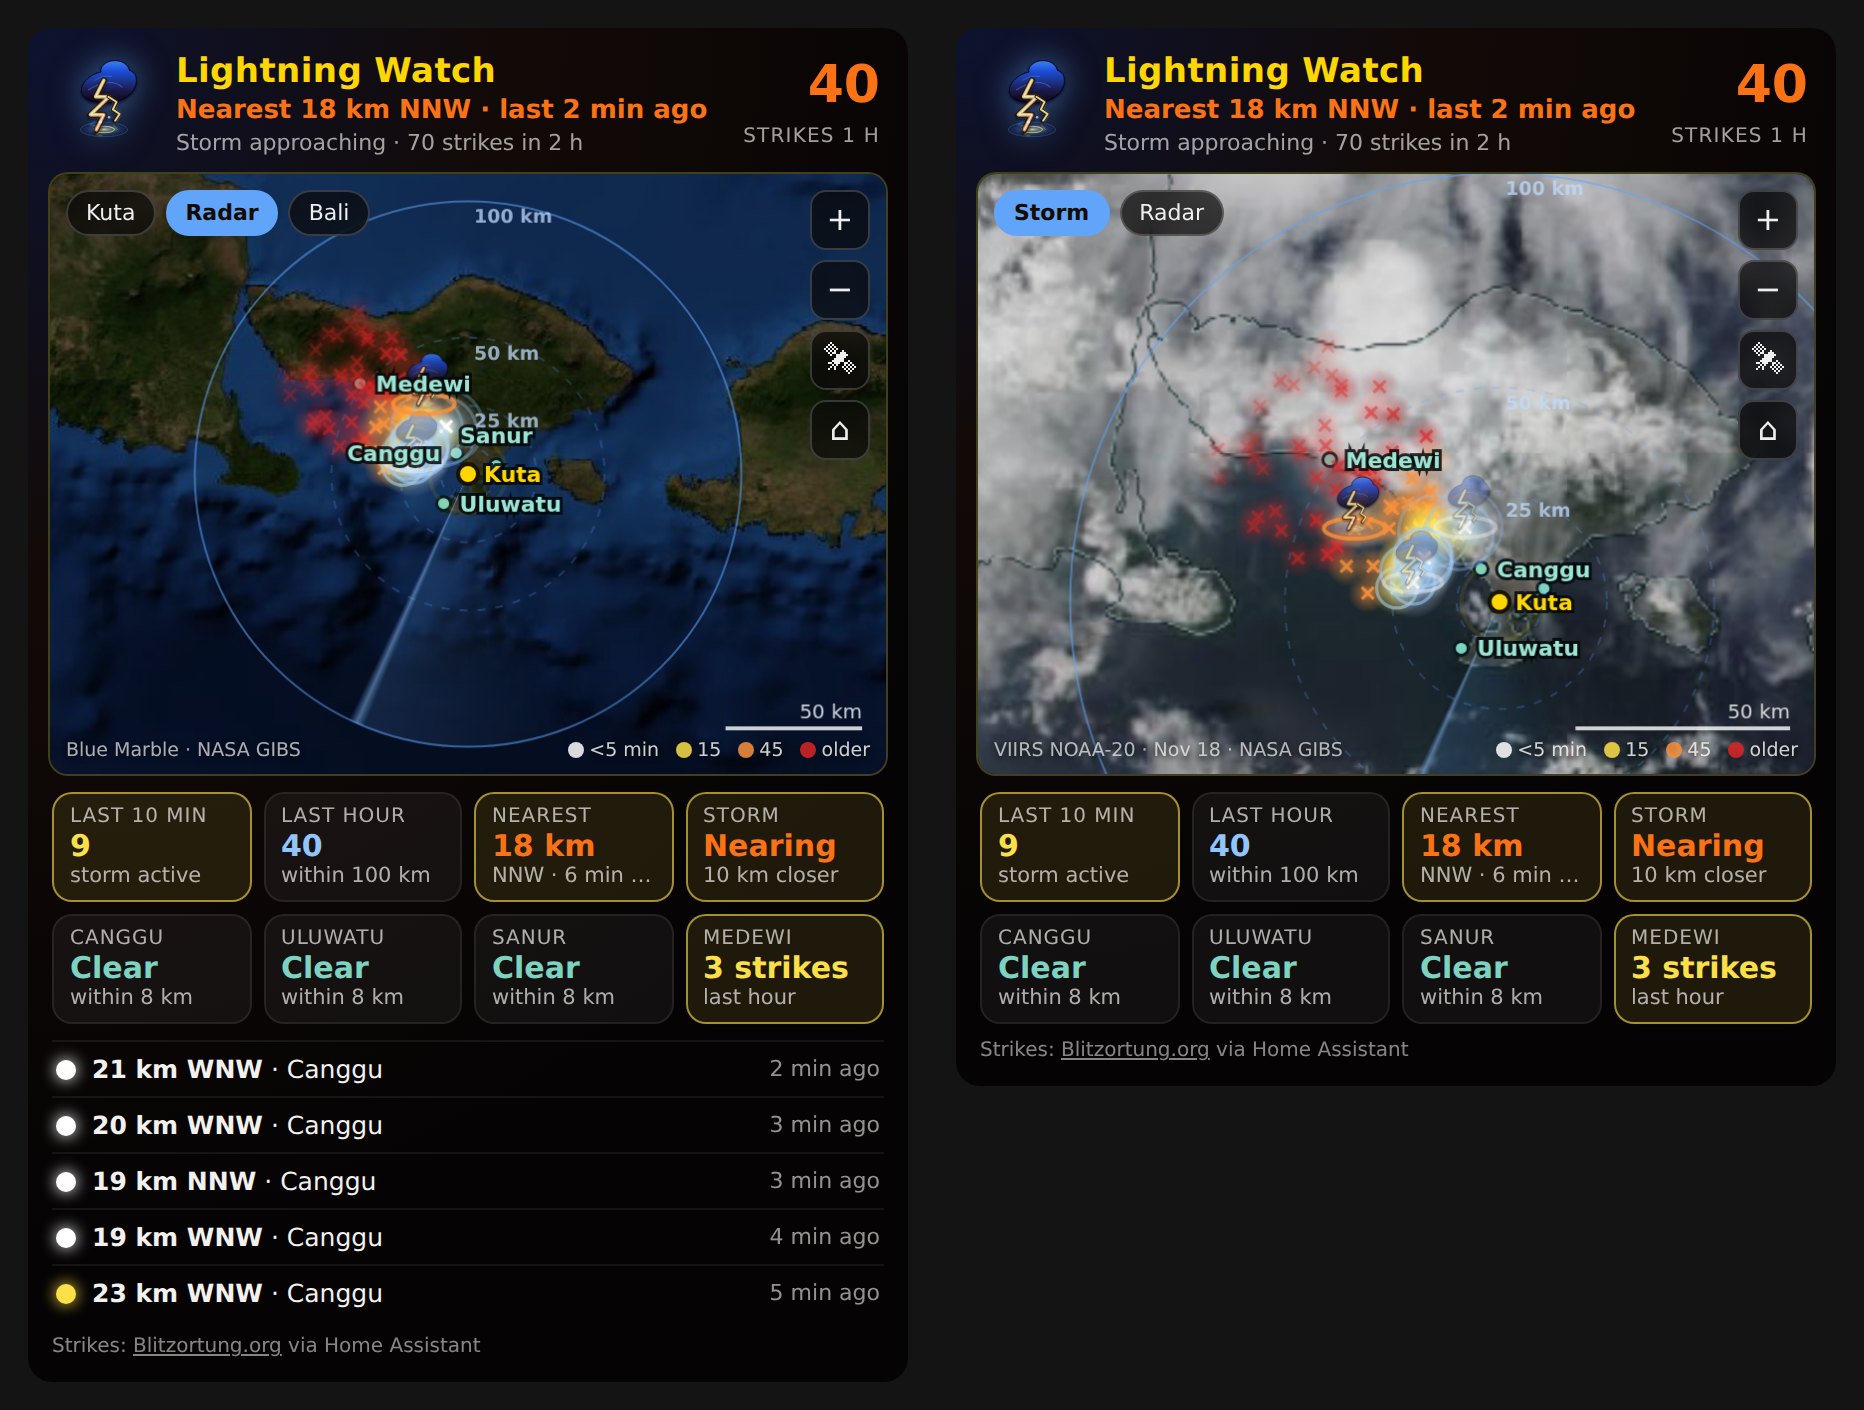 Lightning Watch
Nearest 18 km NNW · last 2 min ago
Storm approaching · 70 strikes in 2 h
40
STRIKES 1 H
Kuta
Radar
Bali
100 km
+
−
50 km
Medewi
25 km
Sanur
Canggu
Kuta
Uluwatu
50 km
Blue Marble · NASA GIBS
<5 min
15
45
older
LAST 10 MIN
9
storm active
LAST HOUR
40
within 100 km
NEAREST
18 km
NNW · 6 min …
STORM
Nearing
10 km closer
CANGGU
Clear
within 8 km
ULUWATU
Clear
within 8 km
SANUR
Clear
within 8 km
MEDEWI
3 strikes
last hour
21 km WNW · Canggu
2 min ago
20 km WNW · Canggu
3 min ago
19 km NNW · Canggu
3 min ago
19 km WNW · Canggu
4 min ago
23 km WNW · Canggu
5 min ago
Strikes: Blitzortung.org via Home Assistant
Lightning Watch
Nearest 18 km NNW · last 2 min ago
Storm approaching · 70 strikes in 2 h
40
STRIKES 1 H
Storm
Radar
100 km
+
−
50 km
Medewi
25 km
Canggu
Kuta
Uluwatu
50 km
VIIRS NOAA-20 · Nov 18 · NASA GIBS
<5 min
15
45
older
LAST 10 MIN
9
storm active
LAST HOUR
40
within 100 km
NEAREST
18 km
NNW · 6 min …
STORM
Nearing
10 km closer
CANGGU
Clear
within 8 km
ULUWATU
Clear
within 8 km
SANUR
Clear
within 8 km
MEDEWI
3 strikes
last hour
Strikes: Blitzortung.org via Home Assistant